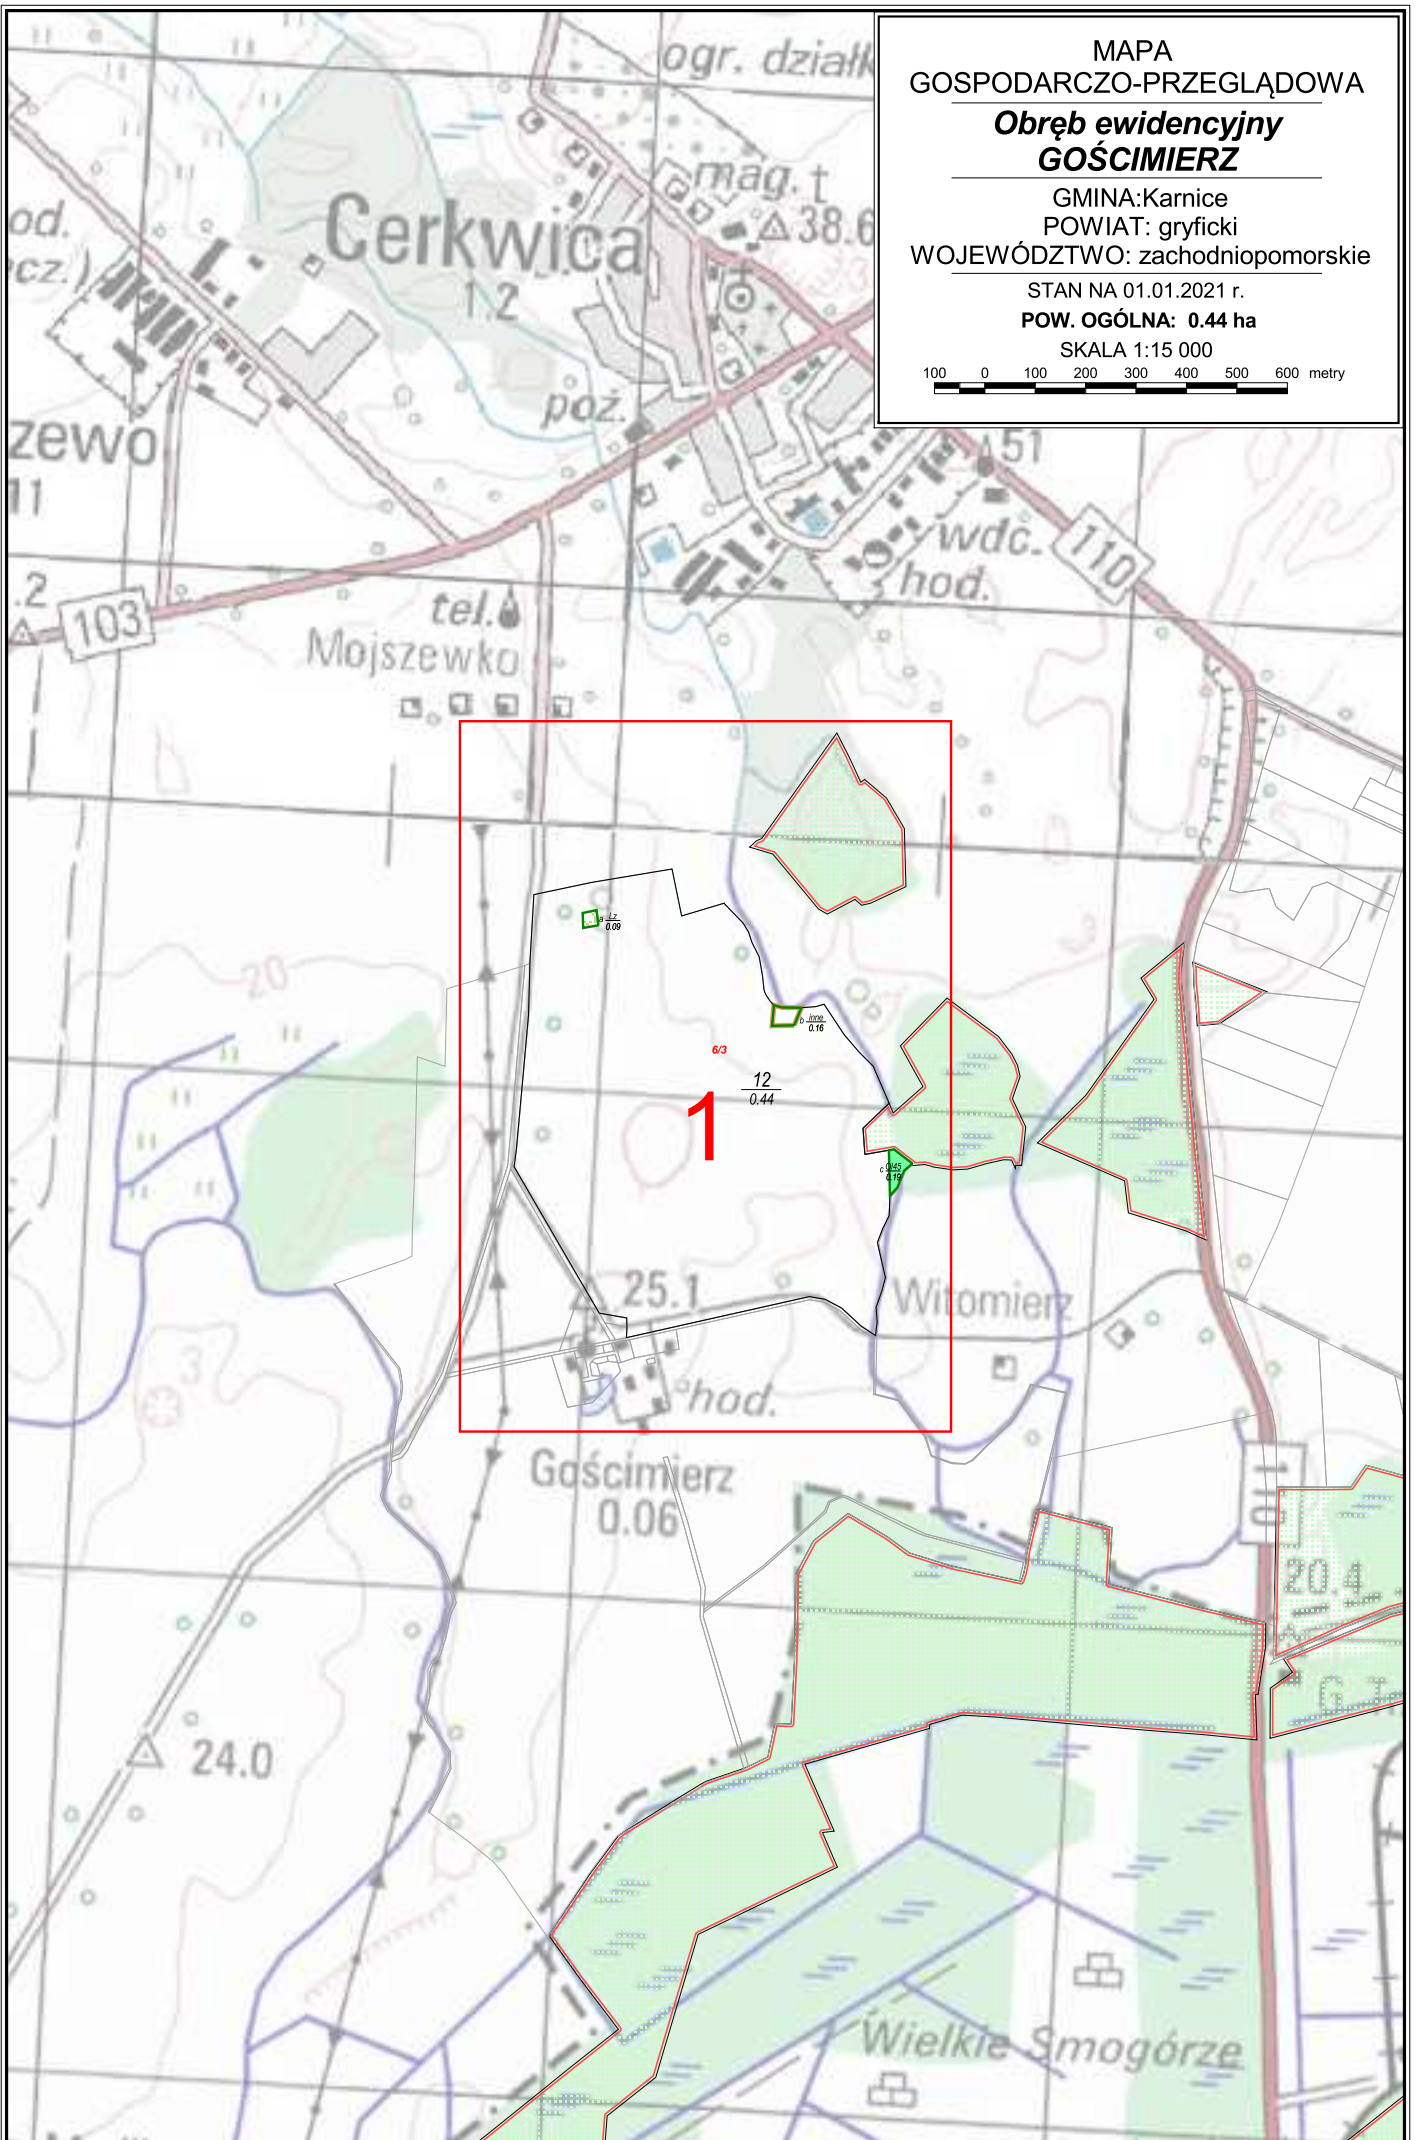 MAPA
GOSPODARCZO-PRZEGLĄDOWA
Obręb ewidencyjny
GOŚCIMIERZ
GMINA:Karnice
POWIAT: gryficki
WOJEWÓDZTWO: zachodniopomorskie
STAN NA 01.01.2021 r.
POW. OGÓLNA: 0.44 ha
SKALA 1:15 000
100 0 100 200 300 400 500 600 metry
ogr. działk
mag.
38.6
Cerkwica
1.2
od.
cz.)
poż.
zewo
11
51
wdc.
hod.
110
.2
103
tel.
Mojszewko
20
a Lz
0.09
b inne
0.16
6/3
12
0.44
1
c Ol45
0.19
25.1
Witomierz
3
hod.
Gościmierz
0.06
110
20.4
24.0
Wielkie Smogórze